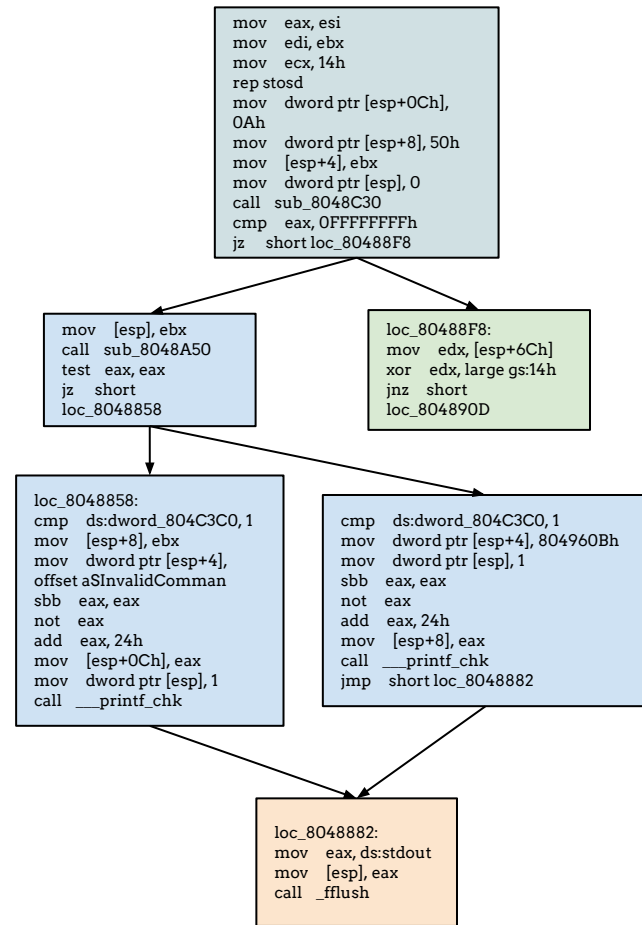 mov eax, esi
mov edi, ebx
mov ecx, 14h
rep stosd
mov dword ptr [esp+0Ch],
0Ah
mov dword ptr [esp+8], 50h
mov [esp+4], ebx
mov dword ptr [esp], 0
call sub_8048C30
cmp eax, 0FFFFFFFFh
jz short loc_80488F8
mov [esp], ebx
call sub_8048A50
test eax, eax
jz short
loc_8048858
loc_80488F8:
mov edx, [esp+6Ch]
xor edx, large gs:14h
jnz short
loc_804890D
loc_8048858:
cmp ds:dword_804C3C0, 1
mov [esp+8], ebx
mov dword ptr [esp+4],
offset aSInvalidComman
sbb eax, eax
not eax
add eax, 24h
mov [esp+0Ch], eax
mov dword ptr [esp], 1
call ___printf_chk
cmp ds:dword_804C3C0, 1
mov dword ptr [esp+4], 804960Bh
mov dword ptr [esp], 1
sbb eax, eax
not eax
add eax, 24h
mov [esp+8], eax
call ___printf_chk
jmp short loc_8048882
loc_8048882:
mov eax, ds:stdout
mov [esp], eax
call _fflush